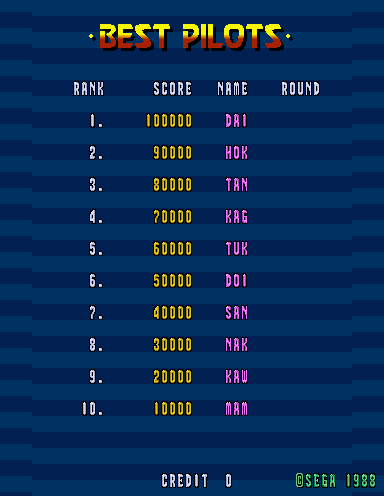 ·BEST PILOTS·
RANK SCORE NAME ROUND
1. 100000 DAI
2. 90000 HOK
3. 80000 TAN
4. 70000 KAG
5. 60000 TUK
6. 50000 DOI
7. 40000 SAN
8. 30000 NAK
9. 20000 KAW
10. 10000 MAM
CREDIT 0 ©SEGA 1988